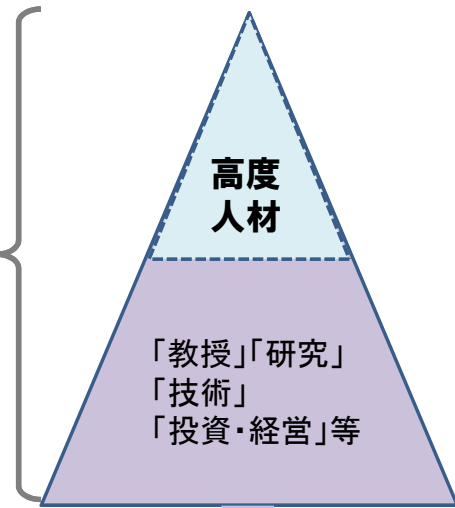 高度
人材
「教授」「研究」
「技術」
「投資・経営」等